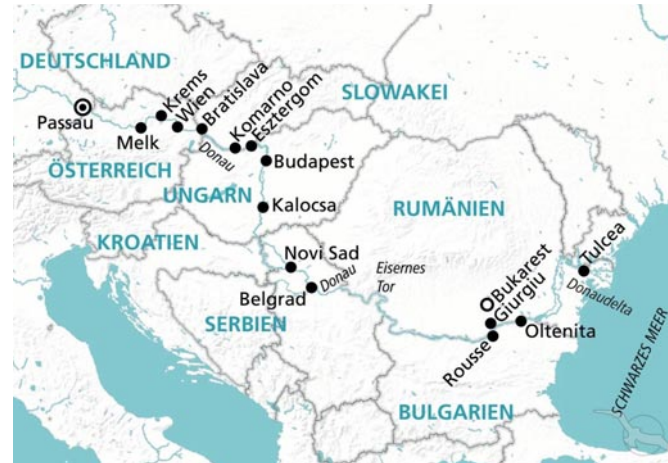 DEUTSCHLAND
Krems
Wien
Bratislava
Komarno
Esztergom
SLOWAKEI
Passau
Melk
Donau
Budapest
ÖSTERREICH
UNGARN
Kalocsa
RUMÄNIEN
KROATIEN
Novi Sad
Donau
Eisernes
Tor
Tulcea
Belgrad
Bukarest
Giurgiu
Donaudelta
SERBIEN
Oltenita
Rousse
SCHWARZES MEER
BULGARIEN